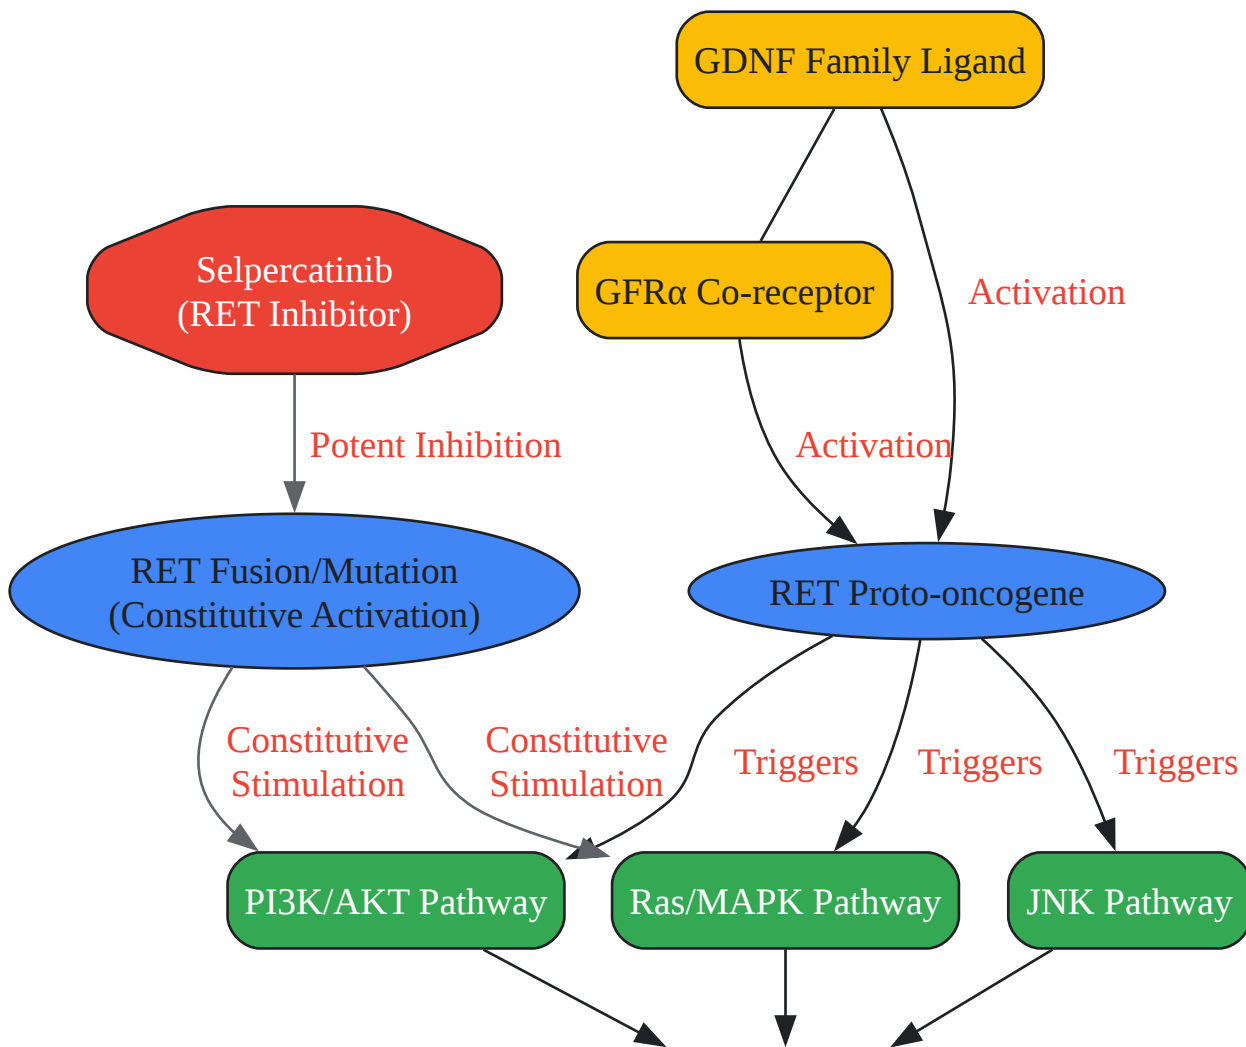 GDNF Family Ligand
Selpercatinib
(RET Inhibitor)
GFRα Co-receptor
Activation
Potent Inhibition
Activation
RET Fusion/Mutation
(Constitutive Activation)
RET Proto-oncogene
Constitutive
Stimulation
Constitutive
Stimulation
Triggers
Triggers
Triggers
PI3K/AKT Pathway
Ras/MAPK Pathway
JNK Pathway